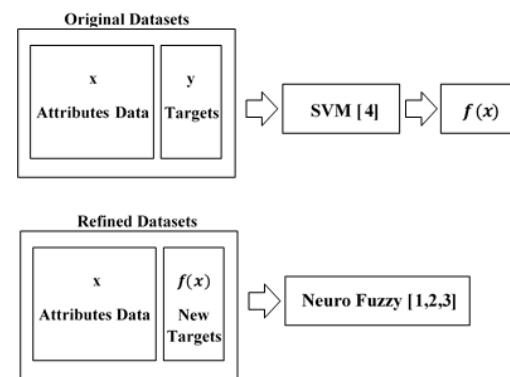 Original Datasets
x
Attributes Data
y
Targets
SVM [4]
f(x)
Refined Datasets
x
Attributes Data
f(x)
New
Targets
Neuro Fuzzy [1,2,3]